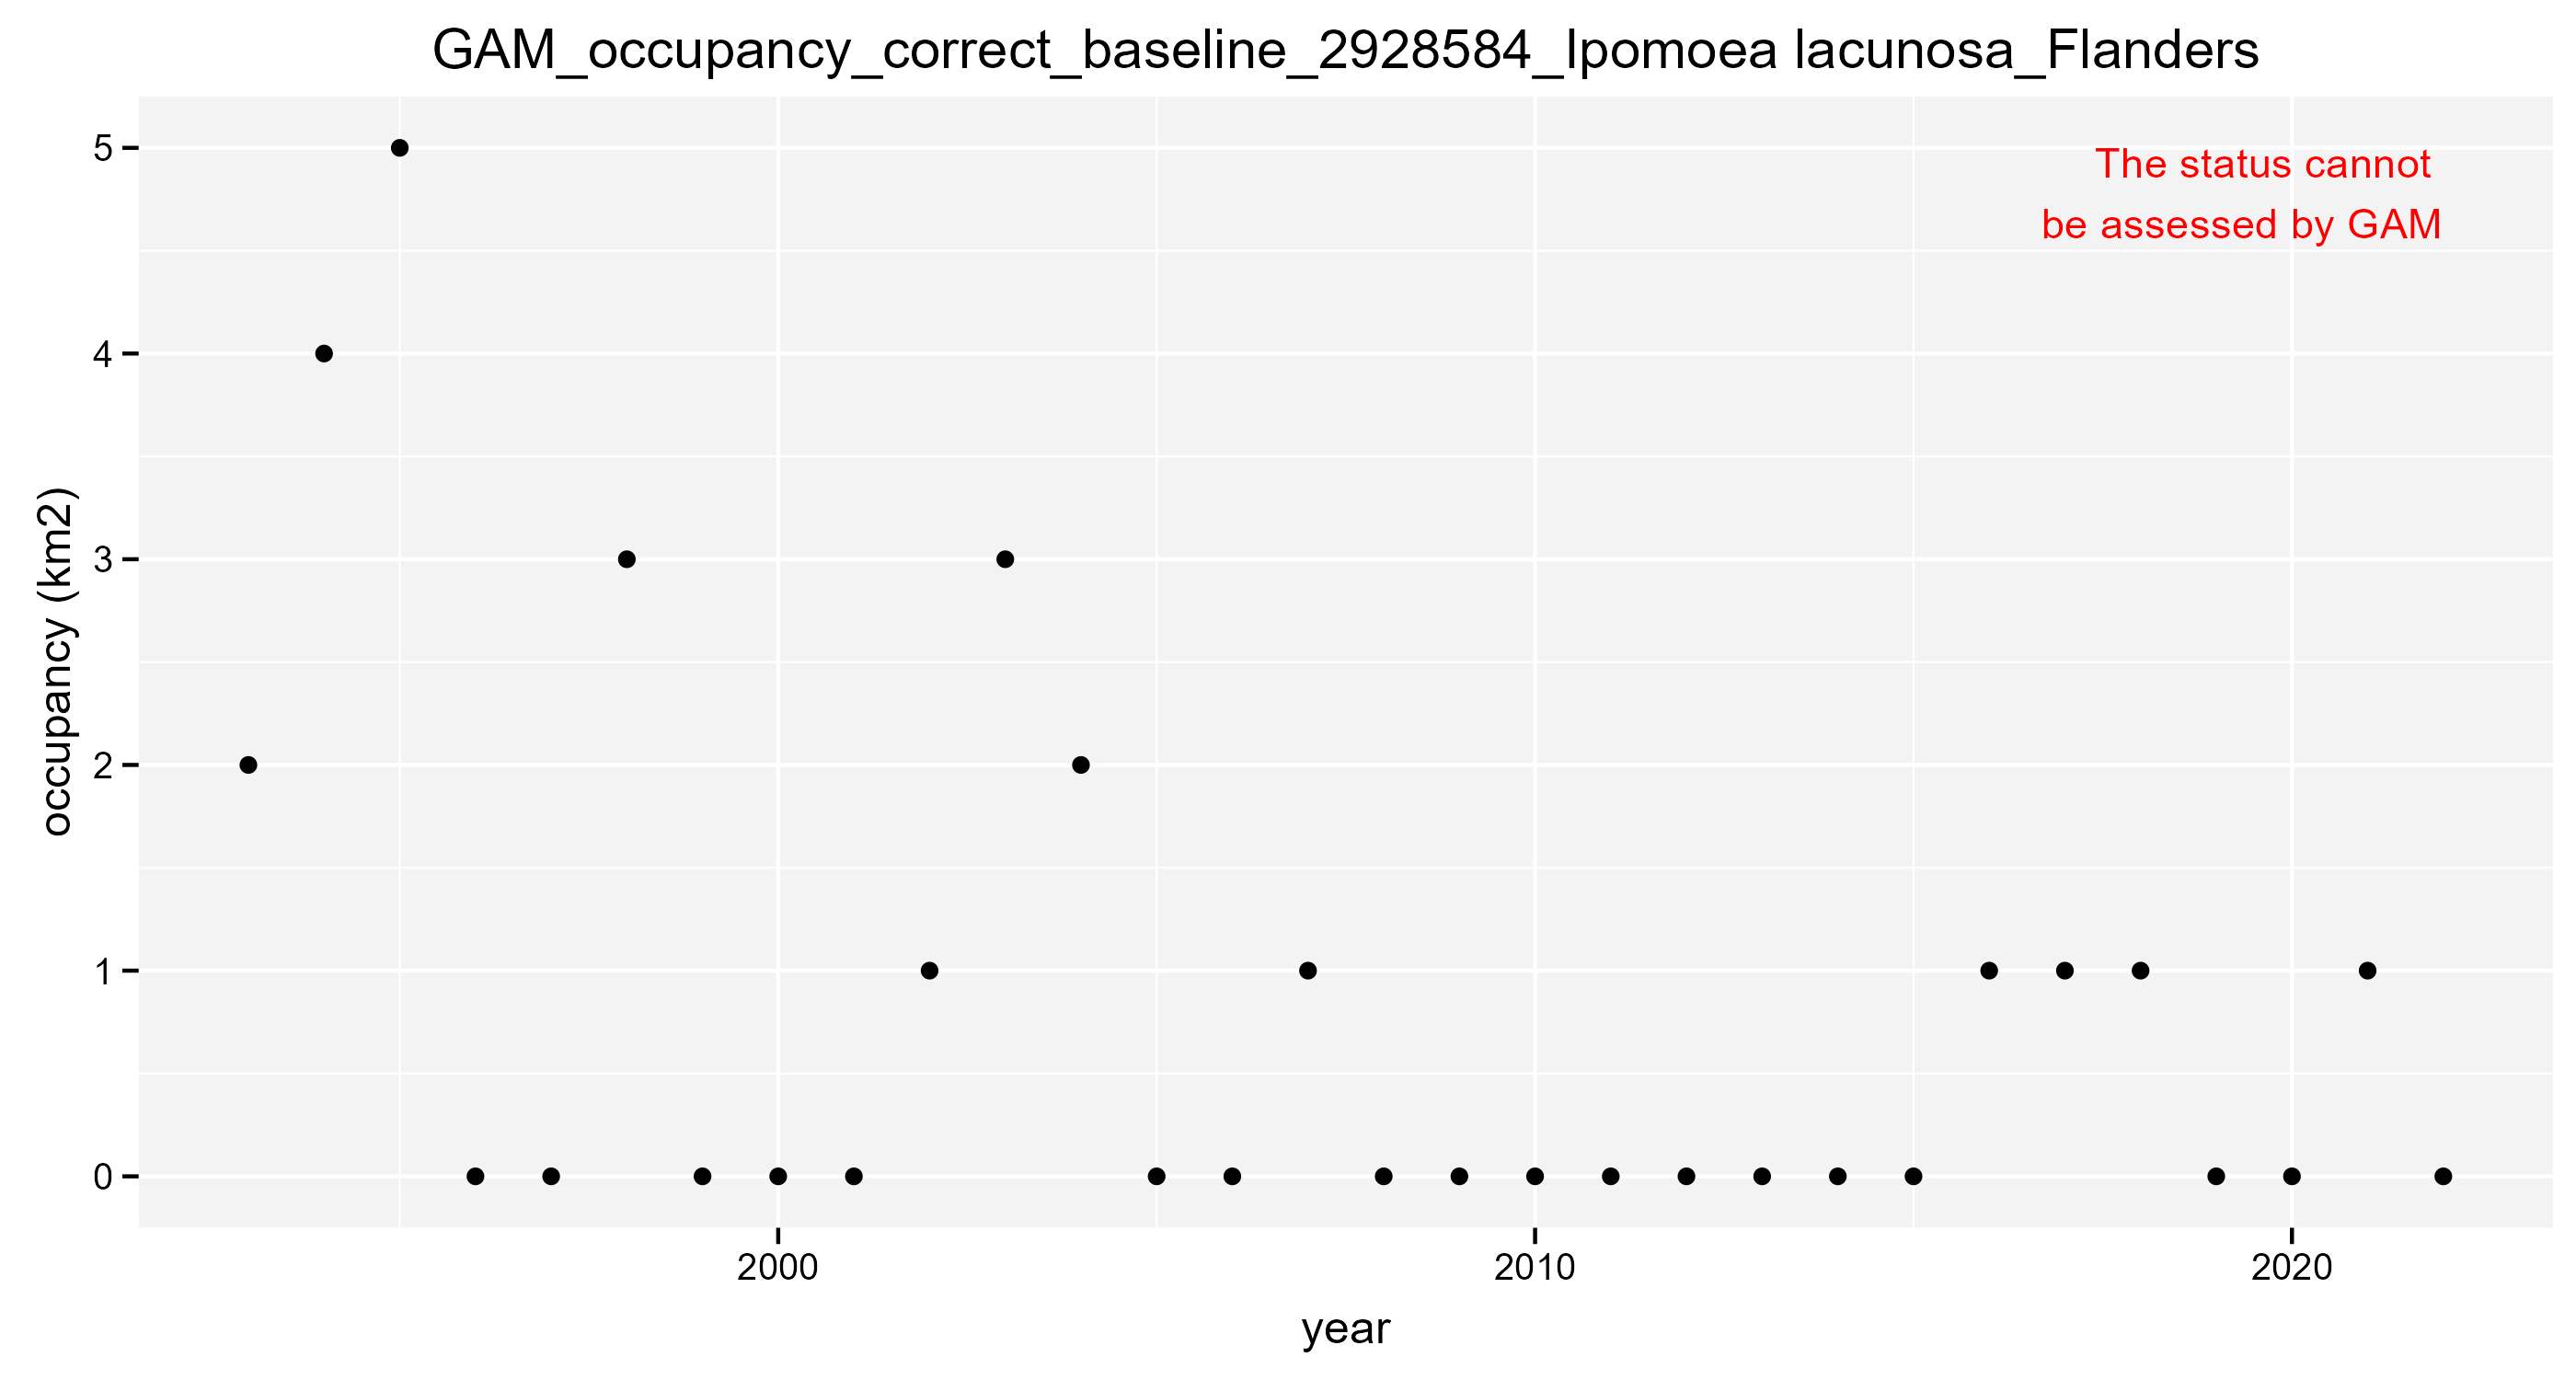 GAM_occupancy_correct_baseline_2928584_Ipomoea lacunosa_Flanders
The status cannot
be assessed by GAM
occupancy (km2)
5
4
3
2
1
0
2000 2010 2020
year